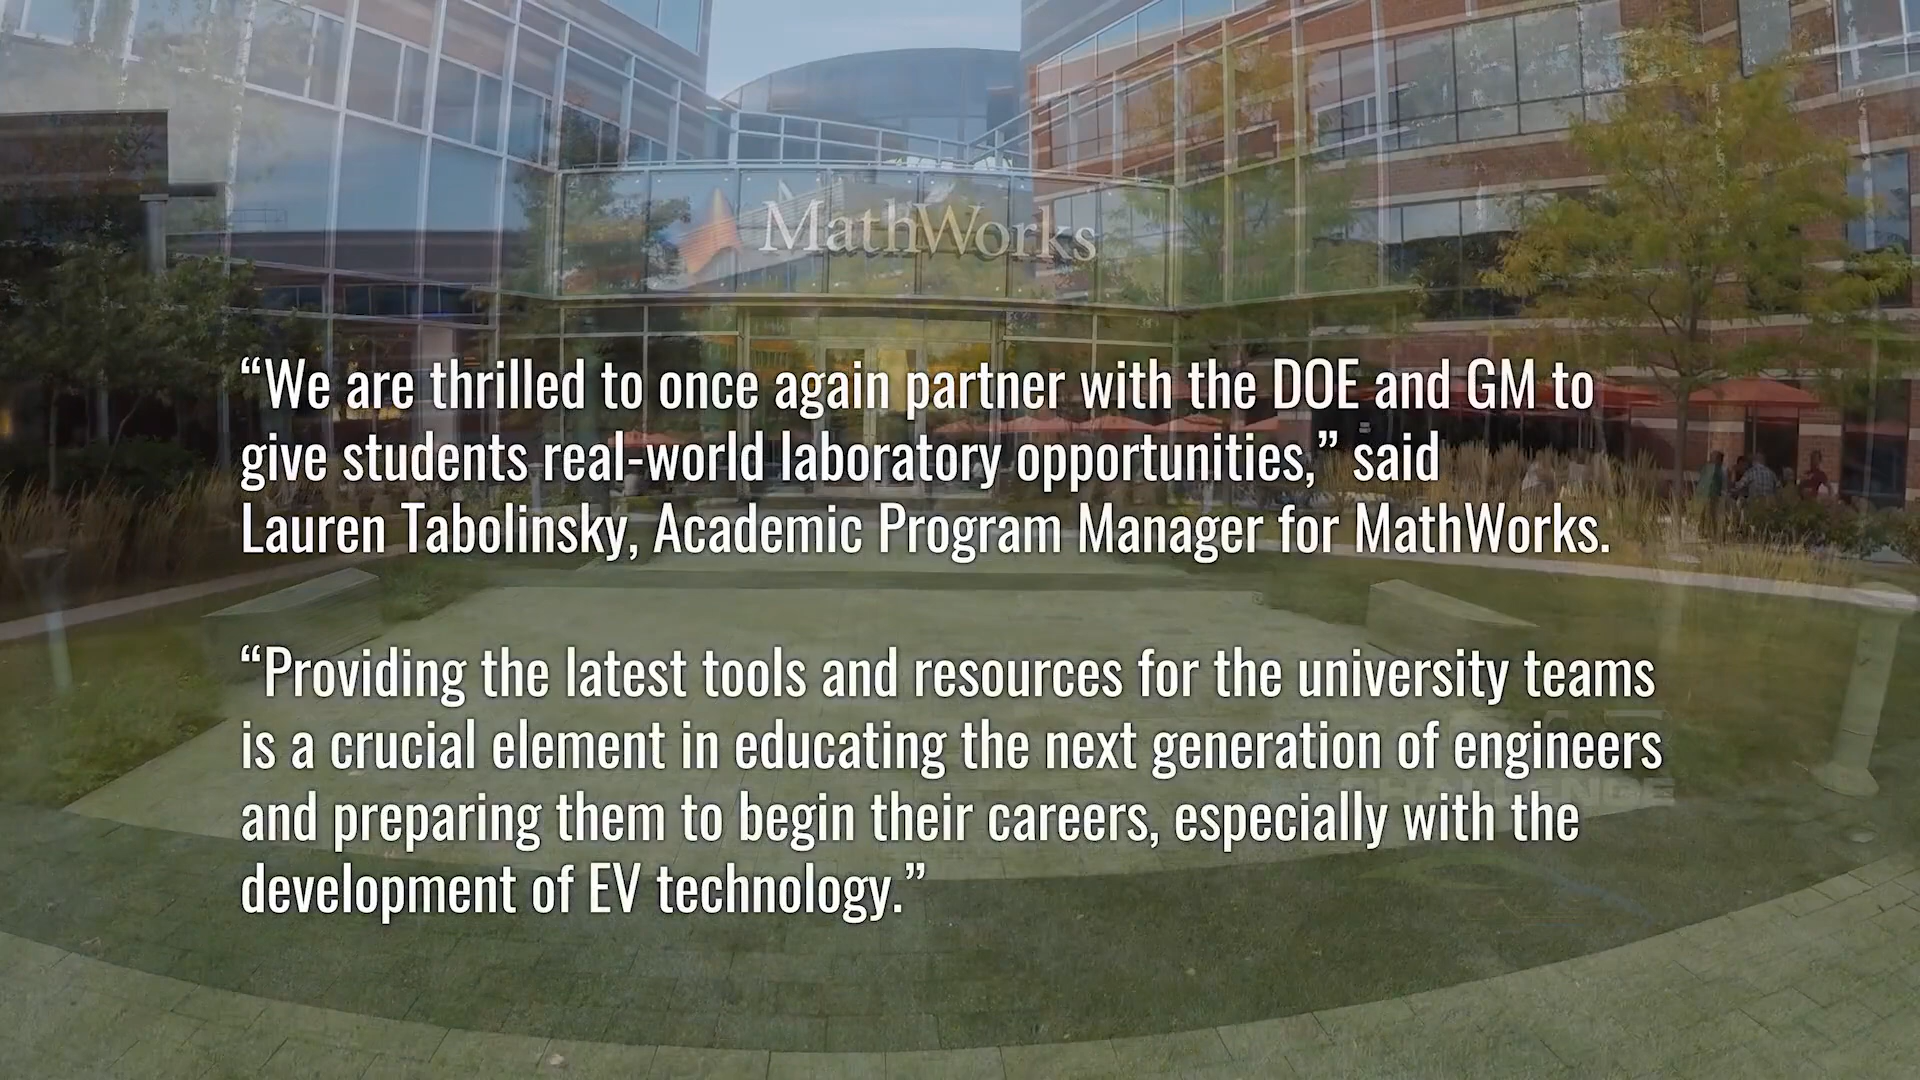 MathWorks
“We are thrilled to once again partner with the DOE and GM to
give students real-world laboratory opportunities,” said
Lauren Tabolinsky, Academic Program Manager for MathWorks.
“Providing the latest tools and resources for the university teams
is a crucial element in educating the next generation of engineers
and preparing them to begin their careers, especially with the
development of EV technology.”
CHALLENGE